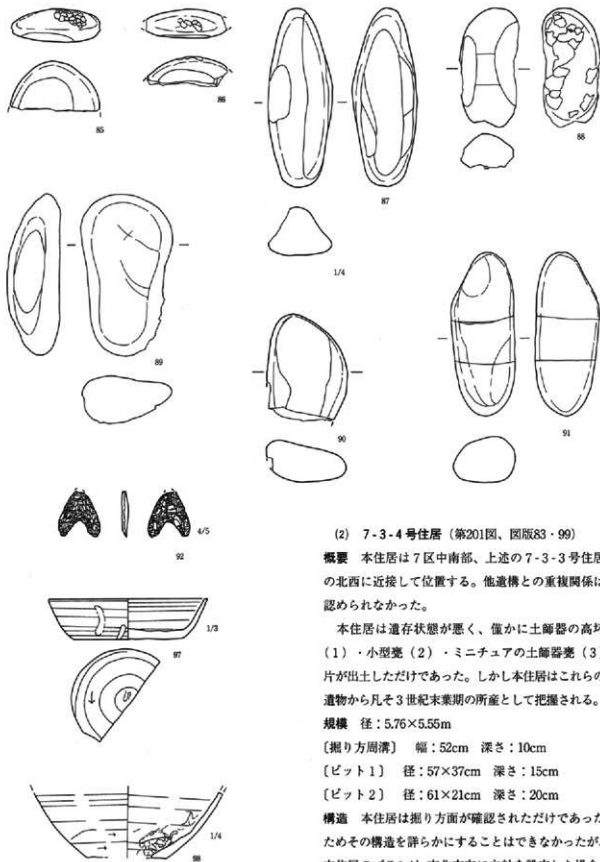 85
86
87
1/4
88
89
90
91
4/5
92
1/3
97
1/4
98
(2) 7-3-4号住居（第201図、図版83・99）
概要 本住居は7区中南部、上述の7-3-3号住居
の北西に近接して位置する。他遺構との重複関係は
認められなかった。
本住居は遺存状態が悪く、僅かに土師器の高坏
（1）・小型甕（2）・ミニチュアの土師器甕（3）
片が出土しただけであった。しかし本住居はこれらの
遺物から凡そ3世紀末葉期の所産として把握される。
規模 径：5.76×5.55m
〔掘り方周溝〕 幅：52cm 深さ：10cm
〔ピット1〕 径：57×37cm 深さ：15cm
〔ピット2〕 径：61×21cm 深さ：20cm
構造 本住居は掘り方面が確認されただけであった
ためその構造を詳らかにすることはできなかったが、